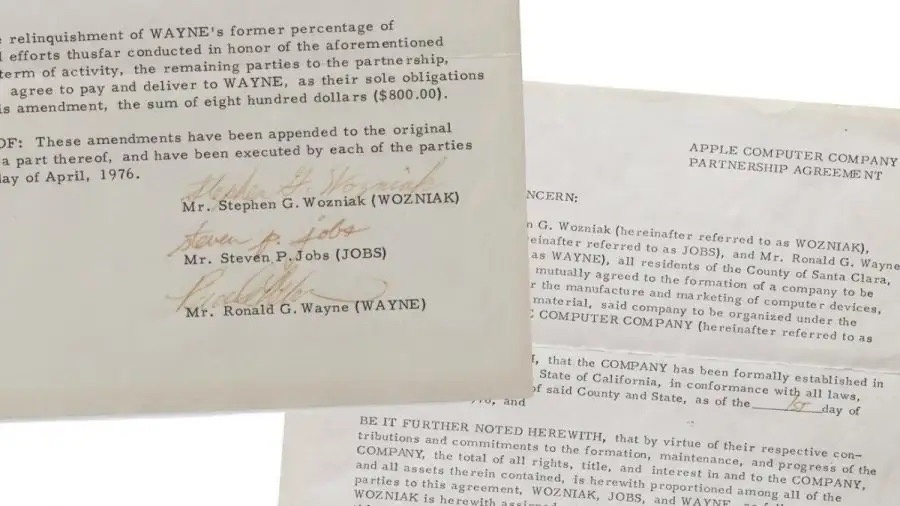 relinquishment of WAYNE's former percentage of
efforts thusfar conducted in honor of the aforementioned
term of activity, the remaining parties to the partnership,
agree to pay and deliver to WAYNE, as their sole obligations
is amendment, the sum of eight hundred dollars ($800.00).
OF: These amendments have been appended to the original
a part thereof, and have been executed by each of the parties
day of April, 1976.
Stephen G. Wozniak
Mr. Stephen G. Wozniak (WOZNIAK)
steven p. jobs
Mr. Steven P. Jobs (JOBS)
Mr. Ronald G. Wayne (WAYNE)
APPLE COMPUTER COMPANY
PARTNERSHIP AGREEMENT
NCERN:
n G. Wozniak (hereinafter referred to as WOZNIAK),
einafter referred to as JOBS), and Mr. Ronald G. Wayne
as WAYNE), all residents of the County of Santa Clara,
mutually agreed to the formation of a company to be
r the manufacture and marketing of computer devices,
material, said company to be organized under the
COMPUTER COMPANY (hereinafter referred to as
, that the COMPANY has been formally established in
State of California, in conformance with all laws,
of said County and State, as of the day of
and
BE IT FURTHER NOTED HEREWITH, that by virtue of their respective con-
tributions and commitments to the formation, maintenance, and progress of the
COMPANY, the total of all rights, title, and interest in and to the COMPANY,
and all assets therein contained, is herewith proportioned among all of the
parties to this agreement, WOZNIAK, JOBS, and WAYNE,
WOZNIAK is herewith